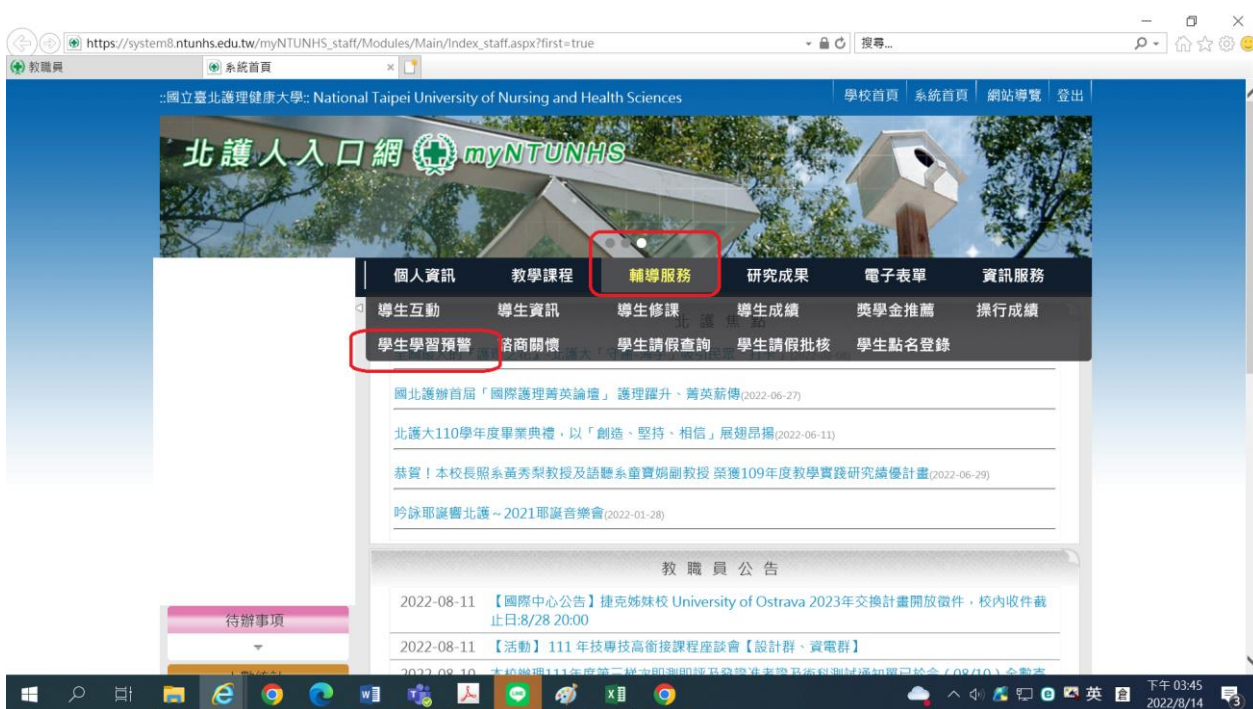 https://system8.ntunhs.edu.tw/myNTUNHS_staff/Modules/Main/Index_staff.aspx?first=true
搜尋...
教職員
系統首頁
::國立臺北護理健康大學:: National Taipei University of Nursing and Health Sciences
學校首頁 系統首頁 網站導覽 登出
北護人入口網 myNTUNHS
個人資訊 教學課程 輔導服務 研究成果 電子表單 資訊服務
導生互動 導生資訊 導生修課 導生成績 獎學金推薦 操行成績
北護焦點
學生學習預警 諮商關懷 學生請假查詢 學生請假批核 學生點名登錄
國北護辦首屆「國際護理菁英論壇」 護理躍升、菁英薪傳(2022-06-27)
北護大110學年度畢業典禮,以「創造、堅持、相信」展翅昂揚(2022-06-11)
恭賀!本校長照系黃秀梨教授及語聽系童寶娟副教授 榮獲109年度教學實踐研究績優計畫(2022-06-29)
吟詠耶誕響北護~2021耶誕音樂會(2022-01-28)
教職員公告
2022-08-11 【國際中心公告】捷克姊妹校 University of Ostrava 2023年交換計畫開放徵件,校內收件截
止日:8/28 20:00
待辦事項
2022-08-11 【活動】 111 年技專技高銜接課程座談會【設計群、資電群】
英
下午 03:45
2022/8/14